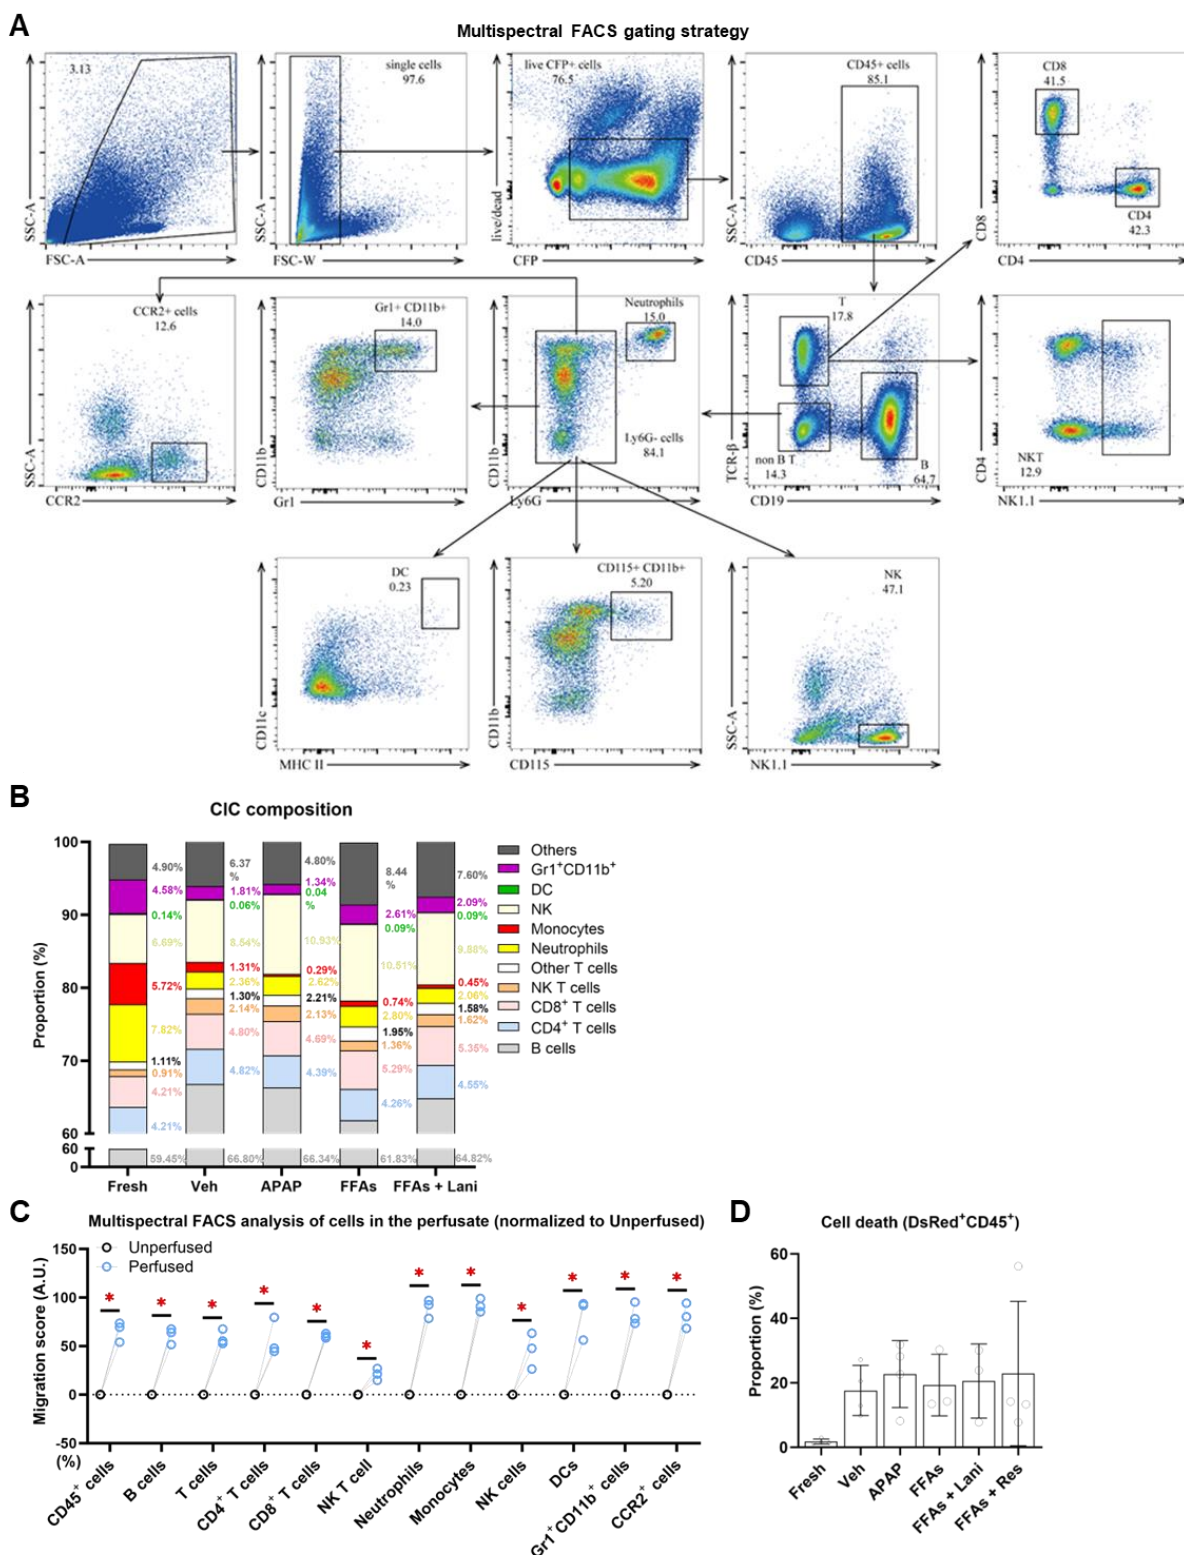 A
Multispectral FACS gating strategy
3.13
SSC-A
FSC-A
single cells
97.6
SSC-A
FSC-W
live CFP+ cells
76.5
live/dead
CFP
CD45+ cells
85.1
SSC-A
CD45
CD8
41.5
CD4
42.3
CD8
CD4
CCR2+ cells
12.6
SSC-A
CCR2
Gr1+ CD11b+
14.0
CD11b
Gr1
Neutrophils
15.0
Ly6G- cells
84.1
CD11b
Ly6G
T
17.8
non B T
14.3
B
64.7
TCR-β
CD19
NKT
12.9
CD4
NK1.1
DC
0.23
CD11c
MHC II
CD115+ CD11b+
5.20
CD11b
CD115
NK
47.1
SSC-A
NK1.1
B
CIC composition
Proportion (%)
100
90
80
70
60
60
0
4.90%
4.58%
0.14%
6.69%
5.72%
7.82%
1.11%
0.91%
4.21%
4.21%
59.45%
6.37
%
1.81%
0.06%
8.54%
1.31%
2.36%
1.30%
2.14%
4.80%
4.82%
66.80%
4.80%
1.34%
0.04
%
10.93%
0.29%
2.62%
2.21%
2.13%
4.69%
4.39%
66.34%
8.44
%
2.61%
0.09%
10.51%
0.74%
2.80%
1.95%
1.36%
5.29%
4.26%
61.83%
7.60%
2.09%
0.09%
9.88%
0.45%
2.06%
1.58%
1.62%
5.35%
4.55%
64.82%
Fresh Veh APAP FFAs FFAs + Lani
Others
Gr1⁺CD11b⁺
DC
NK
Monocytes
Neutrophils
Other T cells
NK T cells
CD8⁺ T cells
CD4⁺ T cells
B cells
C
Multispectral FACS analysis of cells in the perfusate (normalized to Unperfused)
Migration score (A.U.)
150
100
50
0
-50
(%)
Unperfused
Perfused
* * * * * * * * * * * *
CD45⁺ cells
B cells
T cells
CD4⁺ T cells
CD8⁺ T cells
NK T cell
Neutrophils
Monocytes
NK cells
DCs
Gr1⁺CD11b⁺ cells
CCR2⁺ cells
D
Cell death (DsRed⁺CD45⁺)
Proportion (%)
60
40
20
0
Fresh
Veh
APAP
FFAs
FFAs + Lani
FFAs + Res